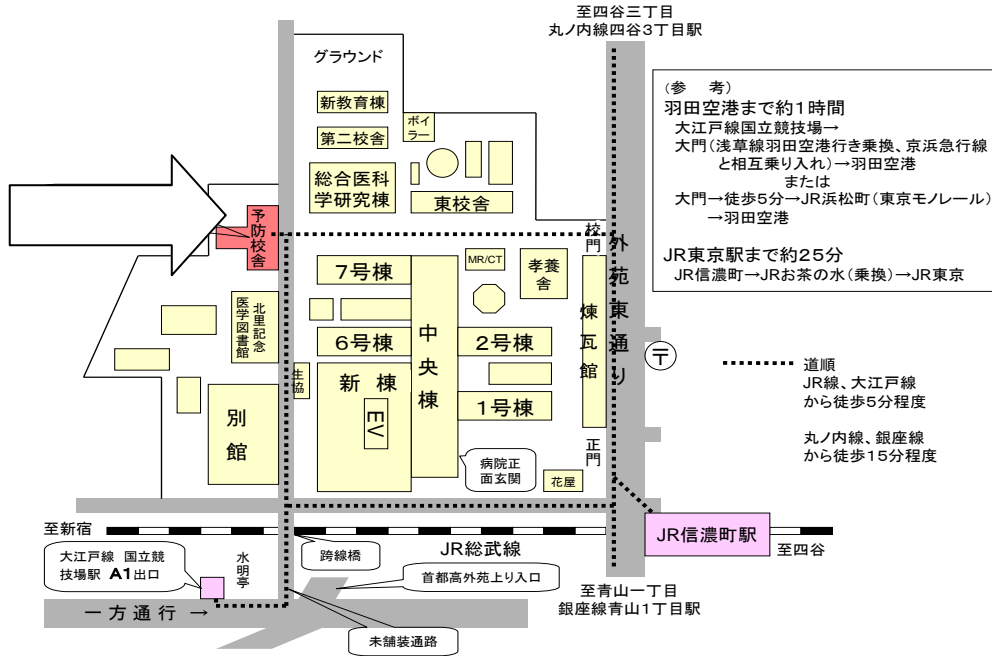 至四谷三丁目
丸ノ内線四谷3丁目駅
グラウンド
新教育棟
ボイ
ラー
第二校舎
総合医科
学研究棟
東校舎
予防校舎
校門
外苑東通り
(参 考)
羽田空港まで約1時間
大江戸線国立競技場→
大門(浅草線羽田空港行き乗換、京浜急行線
と相互乗り入れ)→羽田空港
または
大門→徒歩5分→JR浜松町(東京モノレール)
→羽田空港
JR東京駅まで約25分
JR信濃町→JRお茶の水(乗換)→JR東京
7号棟
MR/CT
孝養
舎
北里記念
医学図書館
中央棟
煉瓦館
6号棟
2号棟
〒
生協
新 棟
EV
1号棟
別館
道順
JR線、大江戸線
から徒歩5分程度
丸ノ内線、銀座線
から徒歩15分程度
病院正
面玄関
正門
花屋
至新宿
JR総武線
JR信濃町駅
至四谷
大江戸線 国立競
技場駅 A1出口
水明亭
跨線橋
首都高外苑上り入口
至青山一丁目
銀座線青山1丁目駅
一方通行 →
未舗装通路